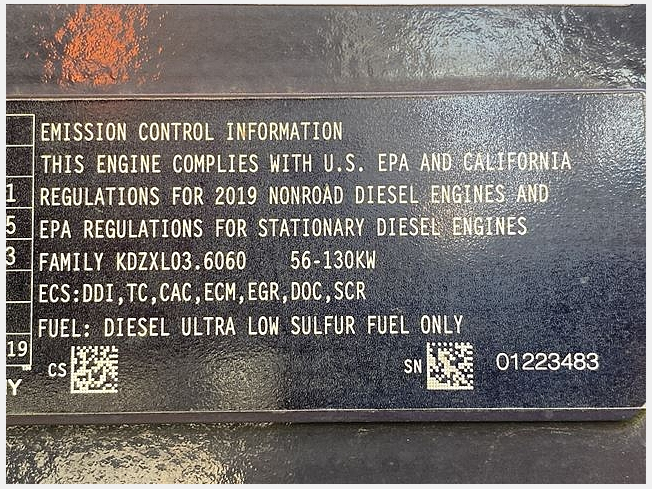 EMISSION CONTROL INFORMATION
THIS ENGINE COMPLIES WITH U.S. EPA AND CALIFORNIA
1 REGULATIONS FOR 2019 NONROAD DIESEL ENGINES AND
5 EPA REGULATIONS FOR STATIONARY DIESEL ENGINES
3 FAMILY KDZXL03.6060 56-130KW
ECS:DDI,TC,CAC,ECM,EGR,DOC,SCR
FUEL: DIESEL ULTRA LOW SULFUR FUEL ONLY
19 CS SN 01223483
Y